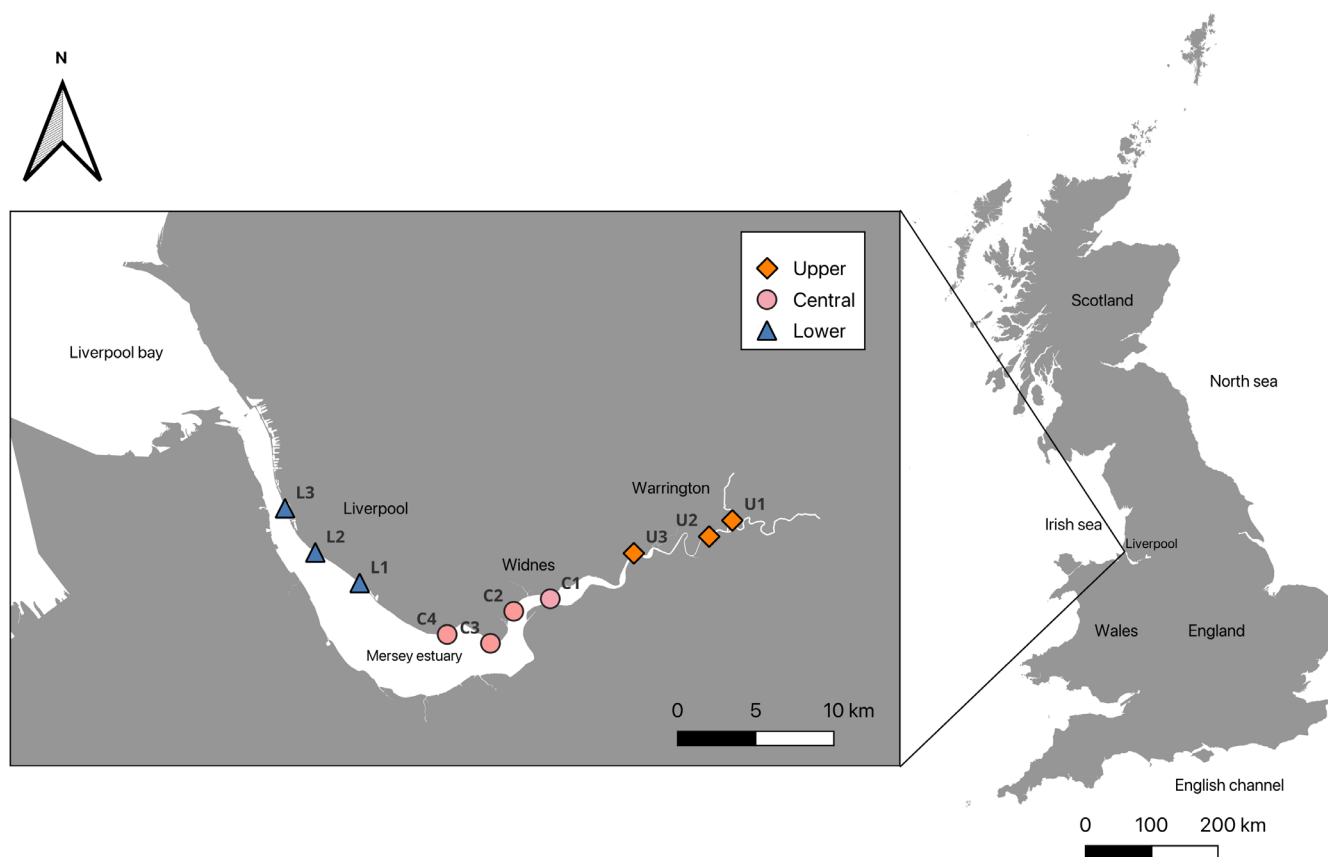 N
Upper
Central
Lower
Liverpool bay
L3
Liverpool
L2
L1
Warrington
U1
U2
U3
Widnes
C1
C2
C4
C3
Mersey estuary
0 5 10 km
Scotland
North sea
Irish sea
Liverpool
Wales
England
English channel
0 100 200 km